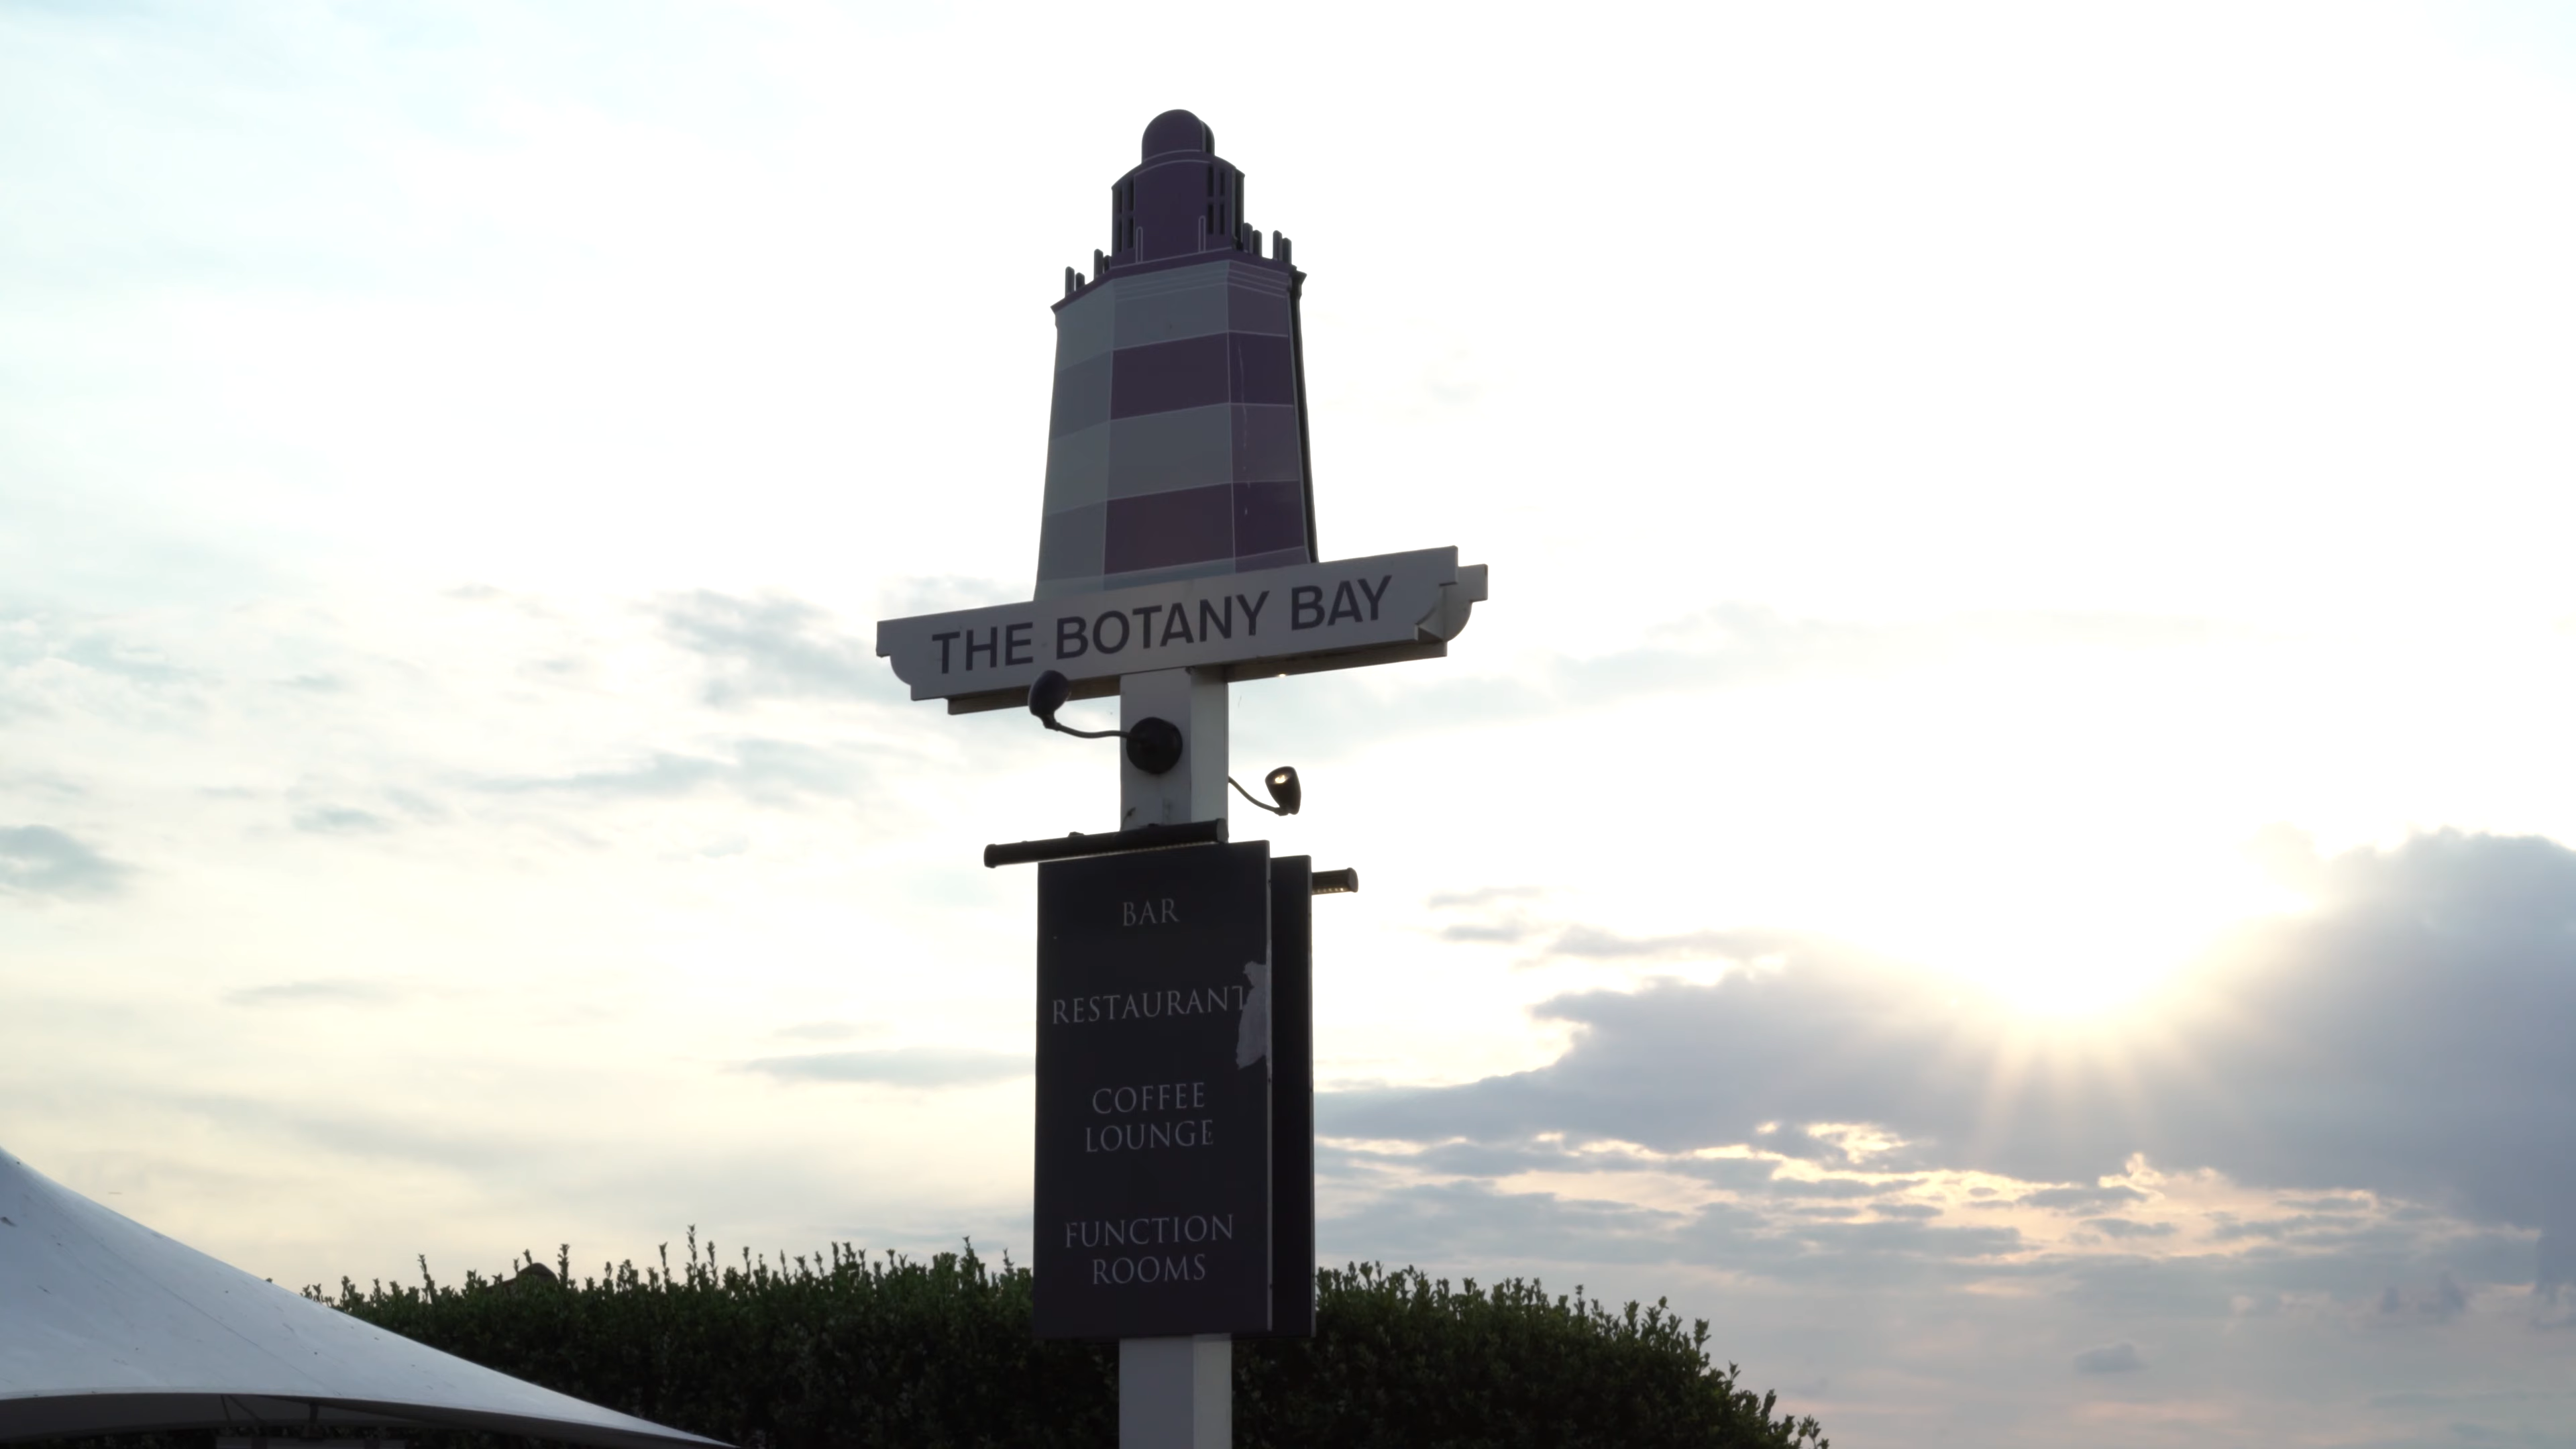 THE BOTANY BAY
BAR
RESTAURANT
COFFEE
LOUNGE
FUNCTION
ROOMS